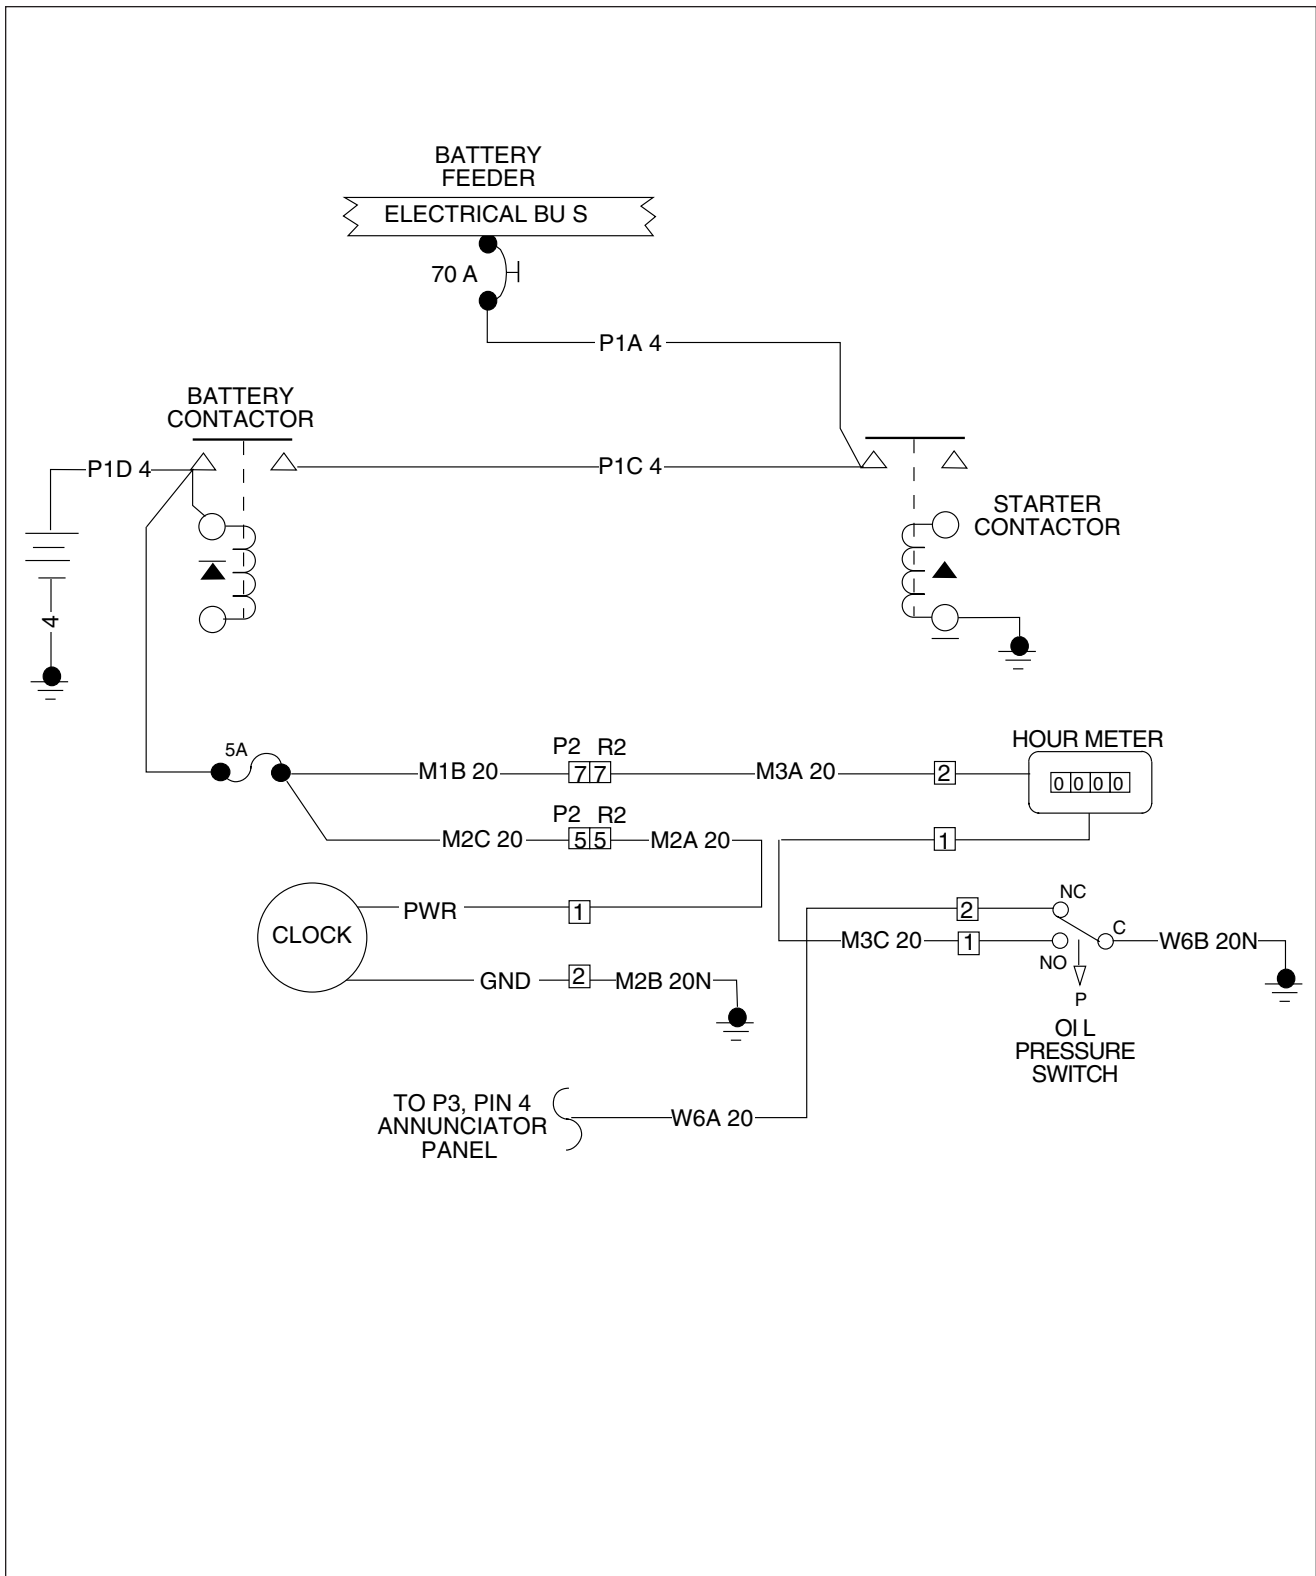 BATTERY
FEEDER
ELECTRICAL BU S
70 A
P1A 4
BATTERY
CONTACTOR
P1D 4
P1C 4
STARTER
CONTACTOR
4
5A
P2 R2
HOUR METER
M1B 20
7 7
M3A 20
2
0 0 0 0
P2 R2
M2C 20
5 5
M2A 20
1
NC
PWR
1
2
C
CLOCK
M3C 20
1
W6B 20N
NO
GND
2
M2B 20N
P
OI L
PRESSURE
SWITCH
TO P3, PIN 4
ANNUNCIATOR
PANEL
W6A 20